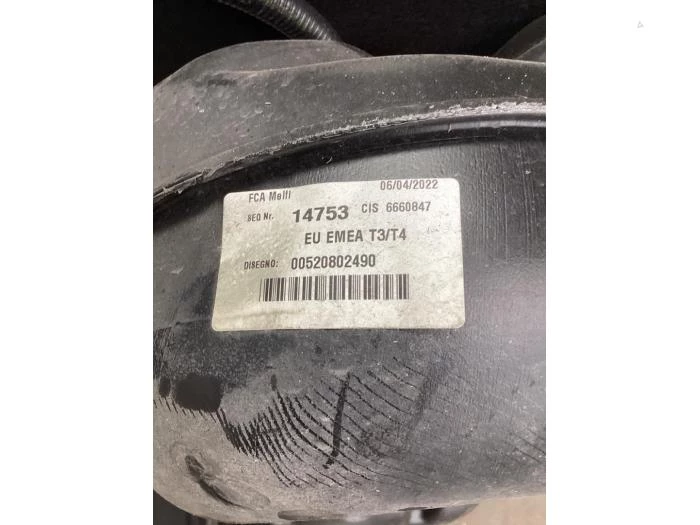 FCA Melfi 06/04/2022
SEQ Nr. 14753 CIS 6660847
EU EMEA T3/T4
DISEGNO: 00520802490